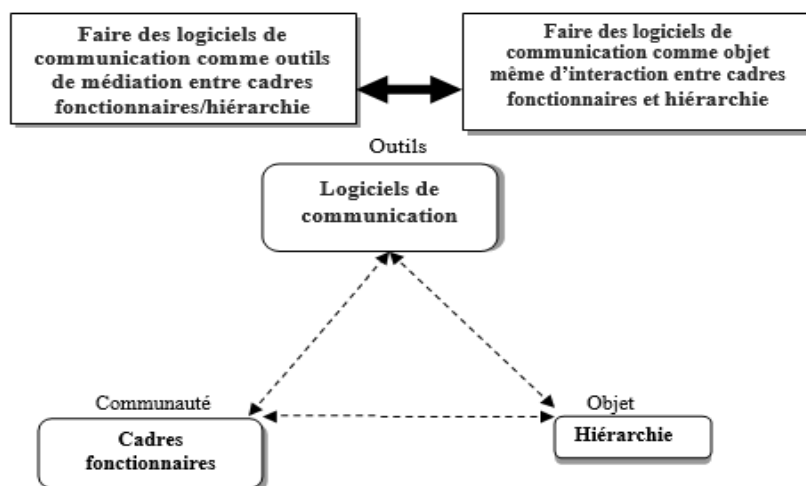 Faire des logiciels de
communication comme outils
de médiation entre cadres
fonctionnaires/hiérarchie
Faire des logiciels de
communication comme objet
même d'interaction entre cadres
fonctionnaires et hiérarchie
Outils
Logiciels de
communication
Communauté
Objet
Cadres
fonctionnaires
Hiérarchie